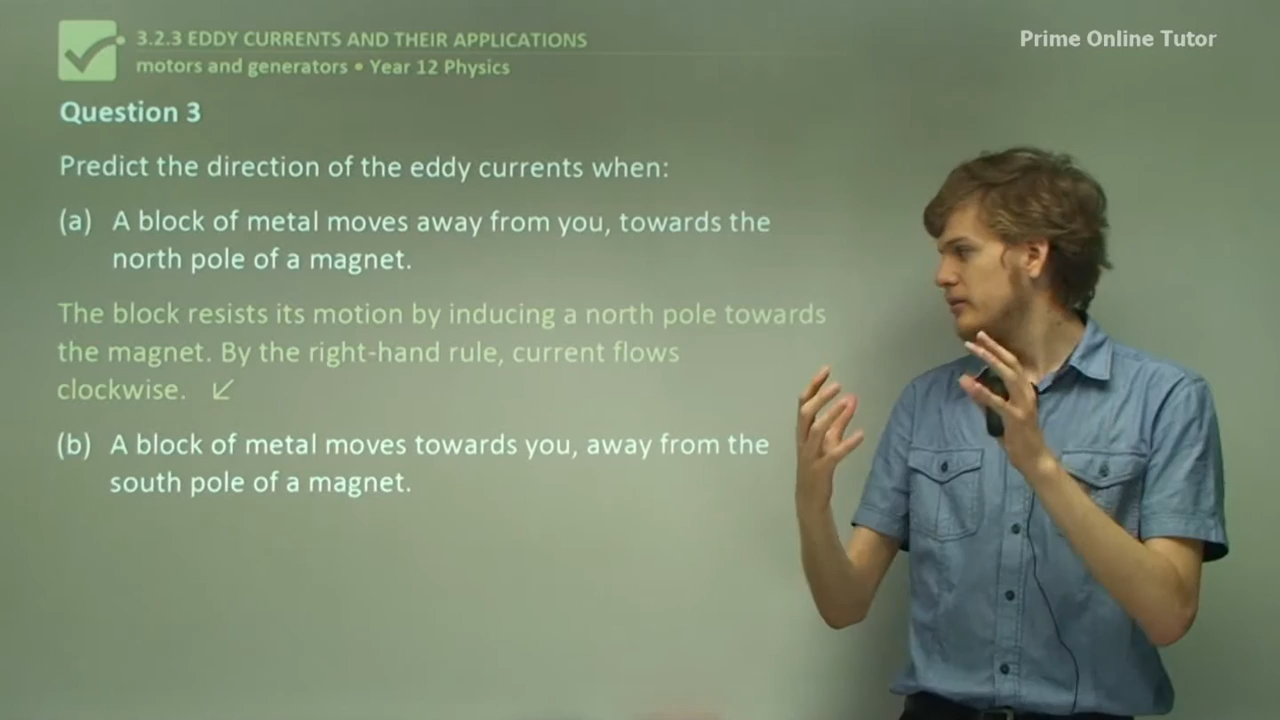 3.2.3 EDDY CURRENTS AND THEIR APPLICATIONS
motors and generators • Year 12 Physics
Prime Online Tutor
Question 3
Predict the direction of the eddy currents when:
(a) A block of metal moves away from you, towards the
north pole of a magnet.
The block resists its motion by inducing a north pole towards
the magnet. By the right-hand rule, current flows
clockwise. ↙
(b) A block of metal moves towards you, away from the
south pole of a magnet.